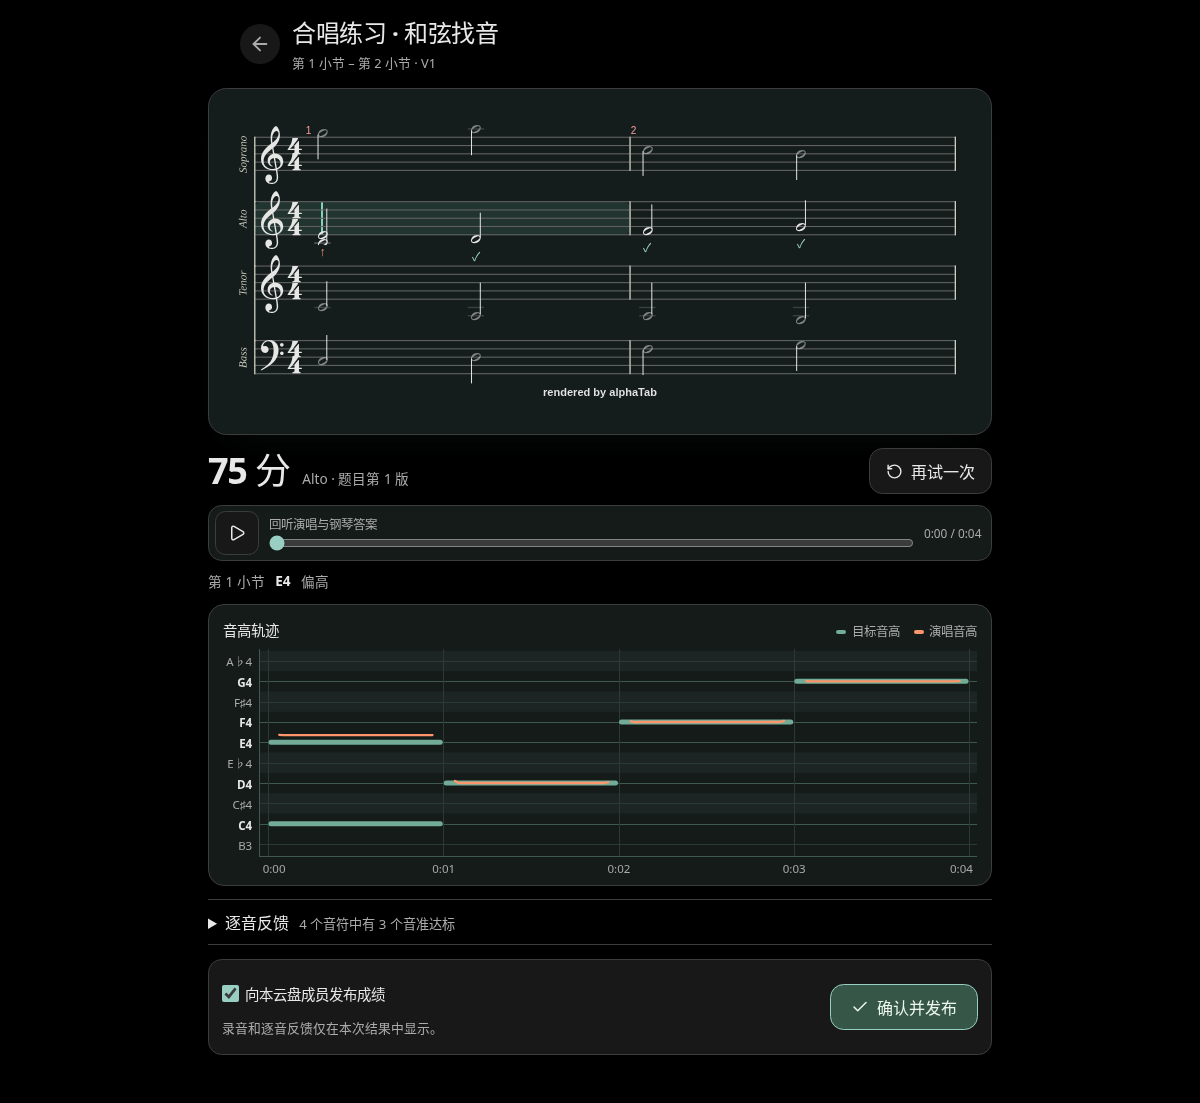 合唱练习 · 和弦找音
第 1 小节 – 第 2 小节 · V1
Soprano
1
2
Alto
↑
✓
✓
✓
Tenor
Bass
rendered by alphaTab
75 分
Alto · 题目第 1 版
再试一次
回听演唱与钢琴答案
0:00 / 0:04
第 1 小节 E4 偏高
音高轨迹
目标音高
演唱音高
A♭4
G4
F♯4
F4
E4
E♭4
D4
C♯4
C4
B3
0:00
0:01
0:02
0:03
0:04
逐音反馈 4 个音符中有 3 个音准达标
向本云盘成员发布成绩
录音和逐音反馈仅在本次结果中显示。
确认并发布